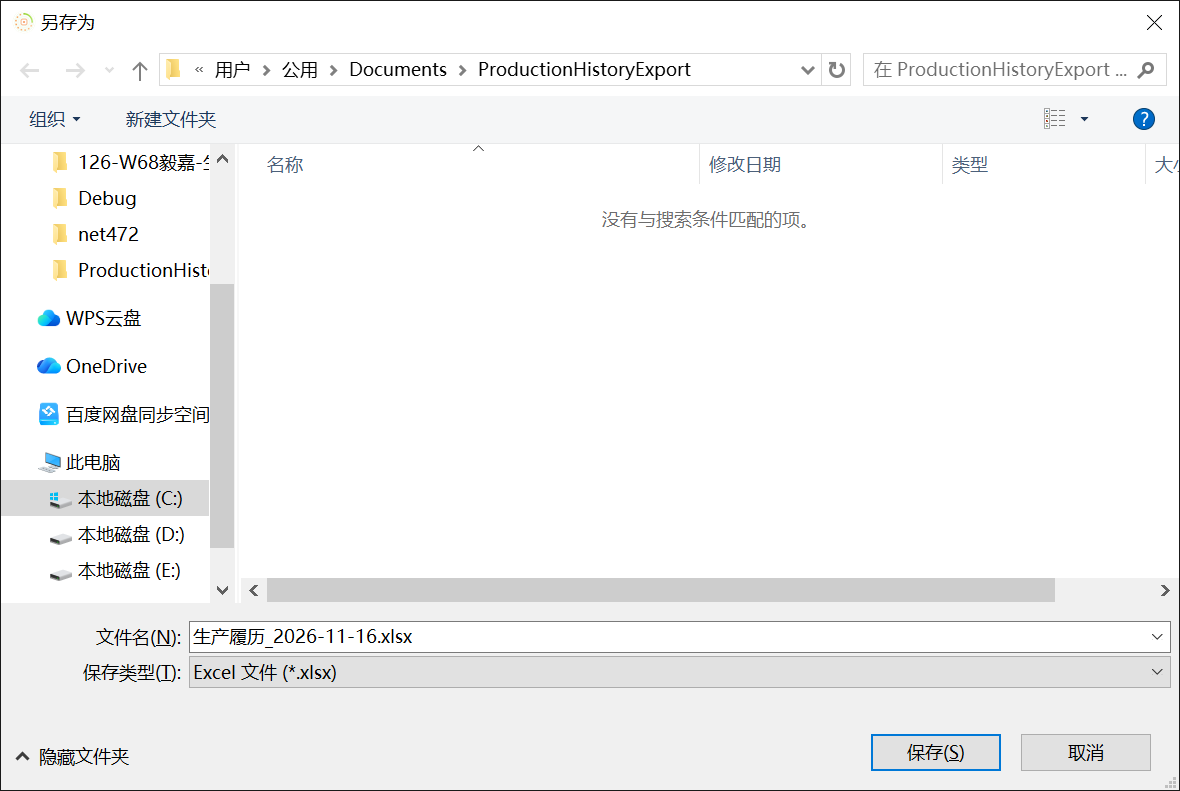 另存为
« 用户 › 公用 › Documents › ProductionHistoryExport
在 ProductionHistoryExport ...
组织
新建文件夹
126-W68毅嘉-
Debug
net472
ProductionHist
WPS云盘
OneDrive
百度网盘同步空间
此电脑
本地磁盘 (C:)
本地磁盘 (D:)
本地磁盘 (E:)
名称
修改日期
类型
大
没有与搜索条件匹配的项。
文件名(N): 生产履历_2026-11-16.xlsx
保存类型(T): Excel 文件 (*.xlsx)
隐藏文件夹
保存(S)
取消